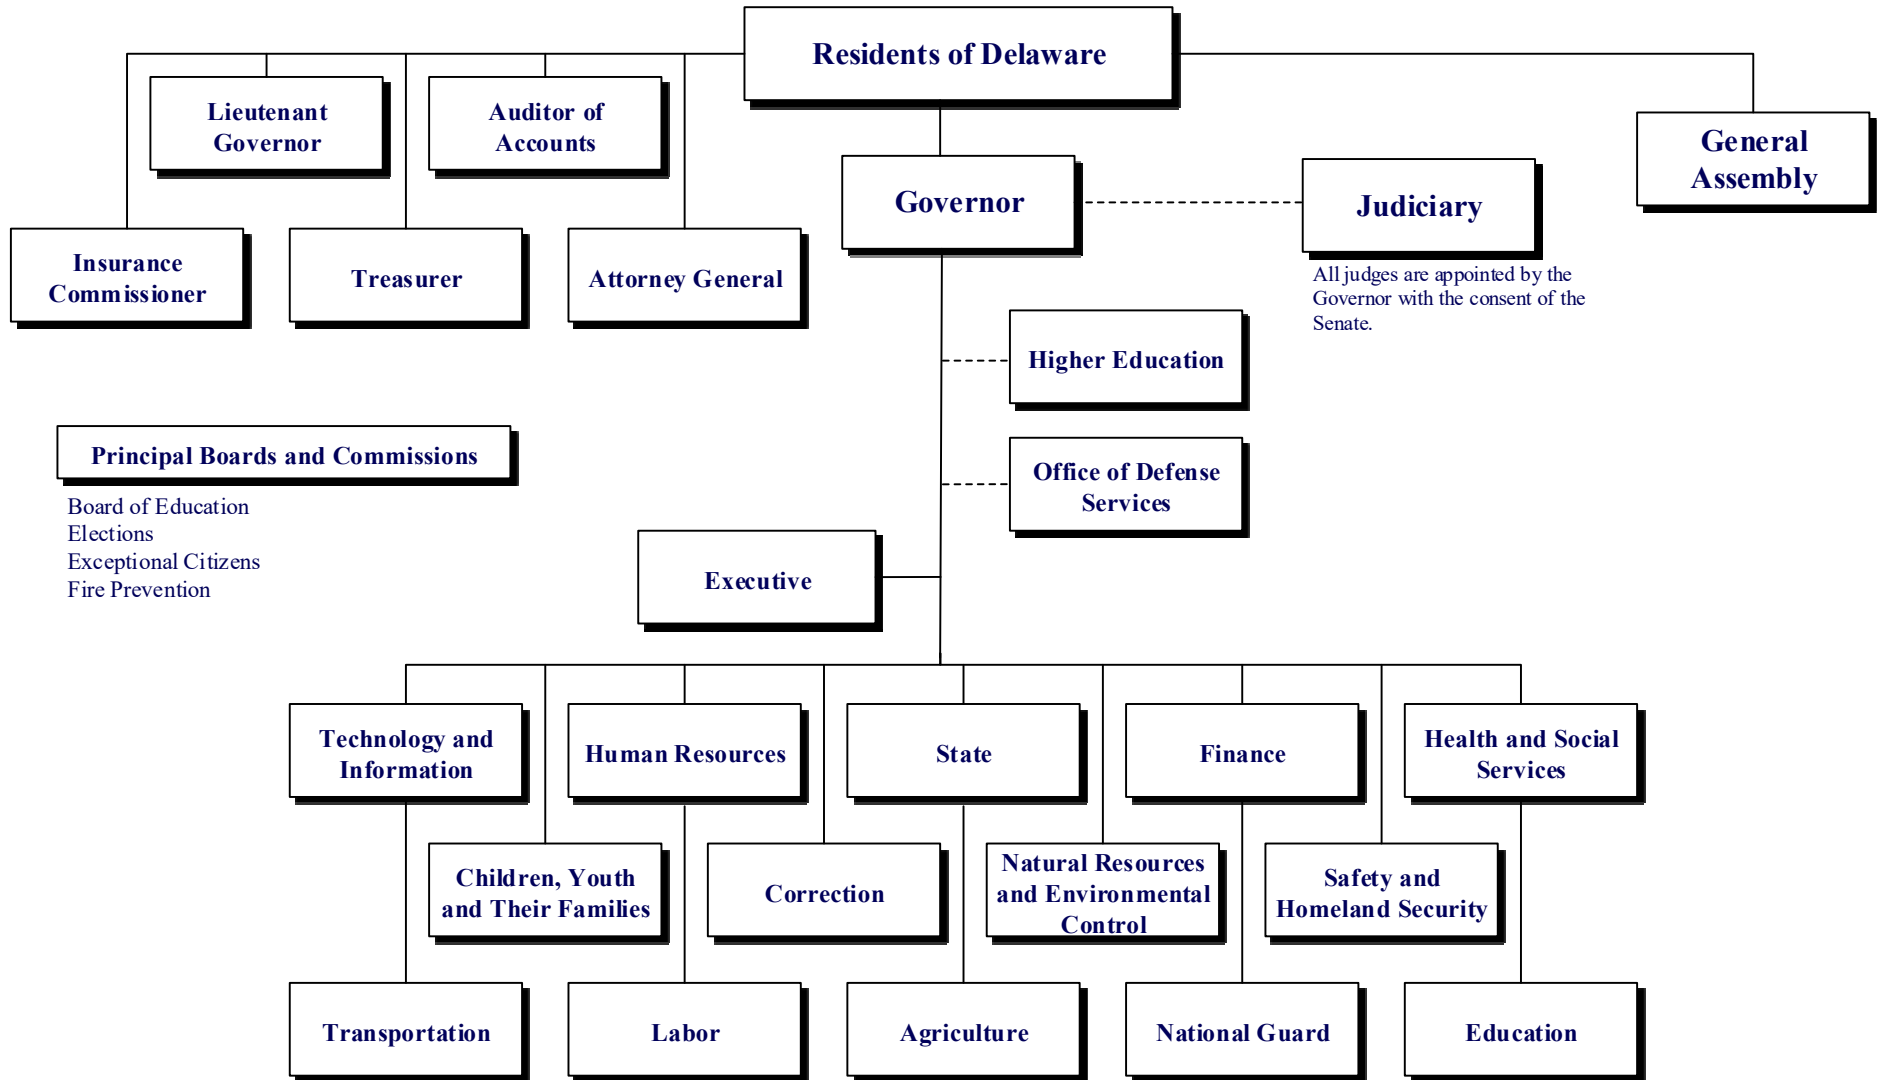 Residents of Delaware
Lieutenant
Governor
Auditor of
Accounts
General
Assembly
Governor
Judiciary
All judges are appointed by the
Governor with the consent of the
Senate.
Insurance
Commissioner
Treasurer
Attorney General
Higher Education
Principal Boards and Commissions
Board of Education
Elections
Exceptional Citizens
Fire Prevention
Office of Defense
Services
Executive
Technology and
Information
Human Resources
State
Finance
Health and Social
Services
Children, Youth
and Their Families
Correction
Natural Resources
and Environmental
Control
Safety and
Homeland Security
Transportation
Labor
Agriculture
National Guard
Education